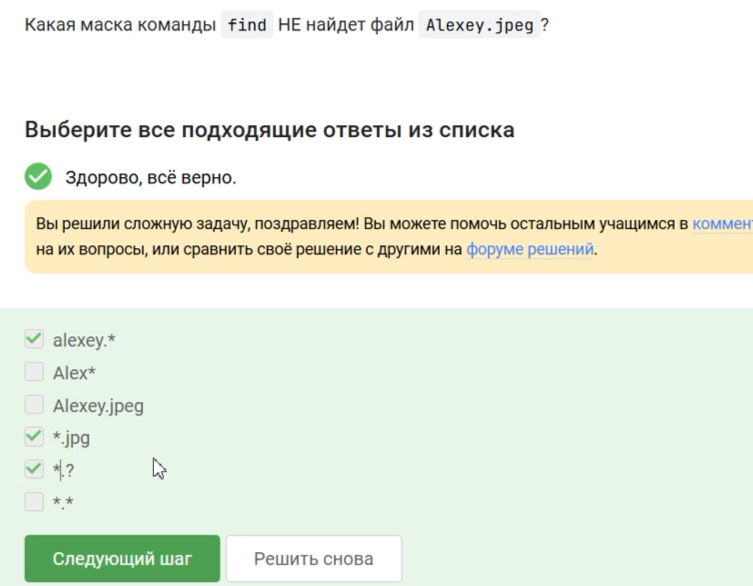 Какая маска команды find НЕ найдет файл Alexey.jpeg ?
Выберите все подходящие ответы из списка
Здорово, всё верно.
Вы решили сложную задачу, поздравляем! Вы можете помочь остальным учащимся в
на их вопросы, или сравнить своё решение с другими на форуме решений.
alexey.*
Alex*
Alexey.jpeg
*.jpg
*.?
*.*
Следующий шаг
Решить снова